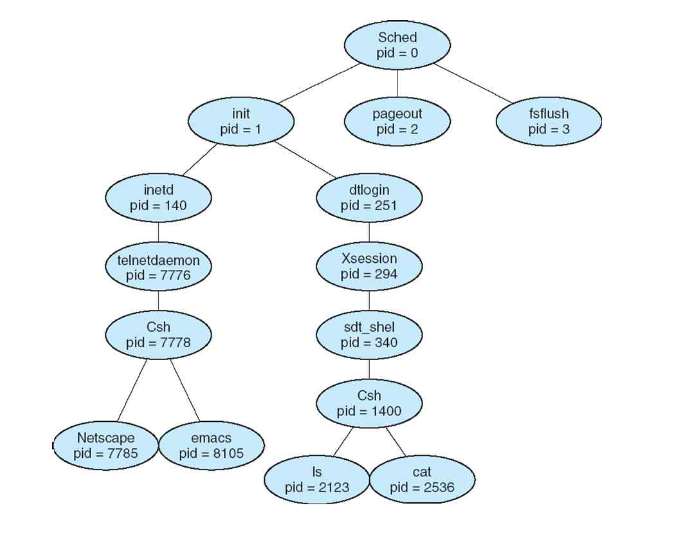 Sched
pid = 0
init
pid = 1
pageout
pid = 2
fsflush
pid = 3
inetd
pid = 140
dtlogin
pid = 251
telnetdaemon
pid = 7776
Xsession
pid = 294
Csh
pid = 7778
sdt_shel
pid = 340
Csh
pid = 1400
Netscape
pid = 7785
emacs
pid = 8105
ls
pid = 2123
cat
pid = 2536